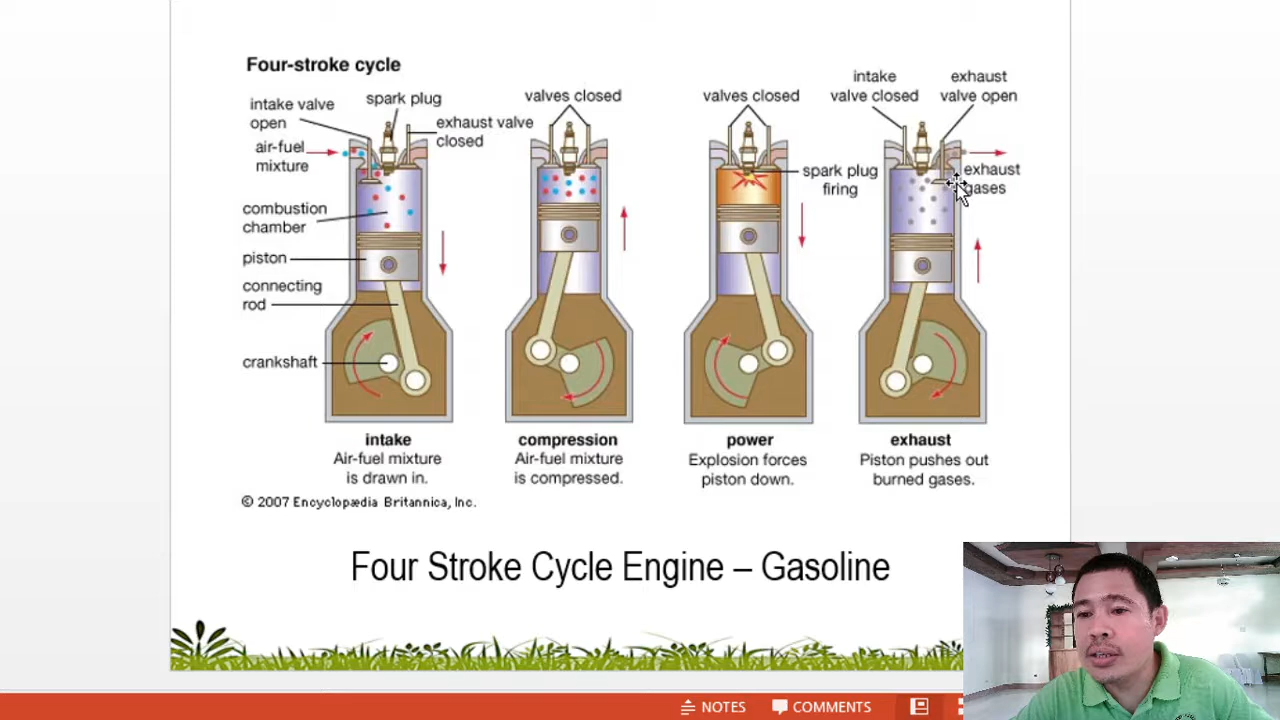 Four-stroke cycle
intake valve
open
spark plug
exhaust valve
closed
air-fuel
mixture
combustion
chamber
piston
connecting
rod
crankshaft
intake
Air-fuel mixture
is drawn in.
valves closed
compression
Air-fuel mixture
is compressed.
valves closed
spark plug
firing
power
Explosion forces
piston down.
intake
valve closed
exhaust
valve open
exhaust
gases
exhaust
Piston pushes out
burned gases.
© 2007 Encyclopædia Britannica, Inc.
Four Stroke Cycle Engine – Gasoline
NOTES
COMMENTS